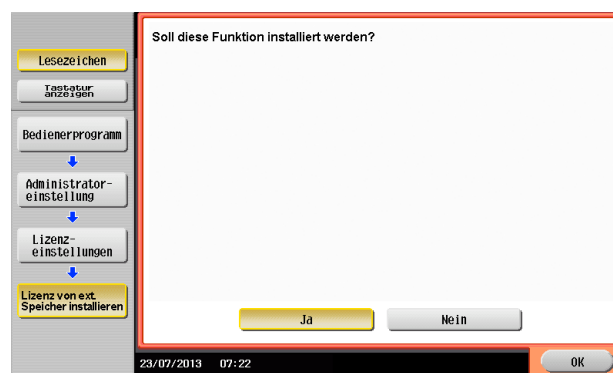 Soll diese Funktion installiert werden?
Lesezeichen
Tastatur
anzeigen
Bedienerprogramm
Administrator-
einstellung
Lizenz-
einstellungen
Lizenz von ext.
Speicher installieren
Ja
Nein
23/07/2013 07:22
OK